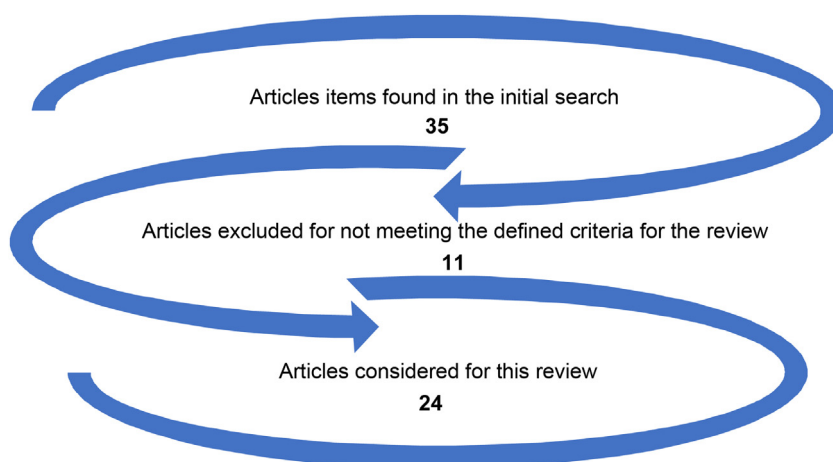 Articles items found in the initial search
35
Articles excluded for not meeting the defined criteria for the review
11
Articles considered for this review
24